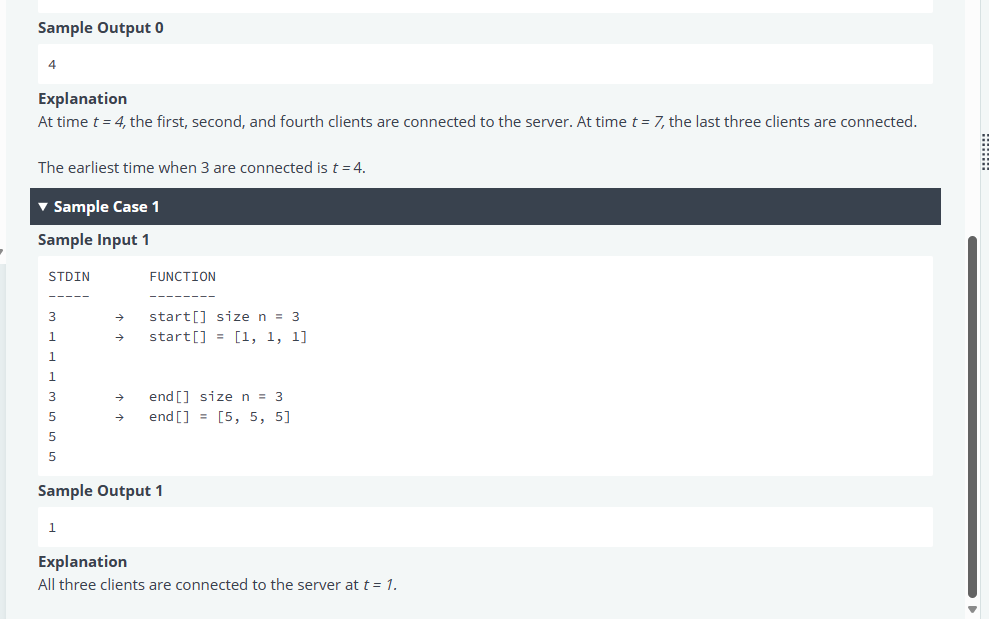 Sample Output 0
4
Explanation
At time t = 4, the first, second, and fourth clients are connected to the server. At time t = 7, the last three clients are connected.
The earliest time when 3 are connected is t = 4.
▼ Sample Case 1
Sample Input 1
STDIN FUNCTION
----- --------
3 → start[] size n = 3
1 → start[] = [1, 1, 1]
1
1
3 → end[] size n = 3
5 → end[] = [5, 5, 5]
5
5
Sample Output 1
1
Explanation
All three clients are connected to the server at t = 1.